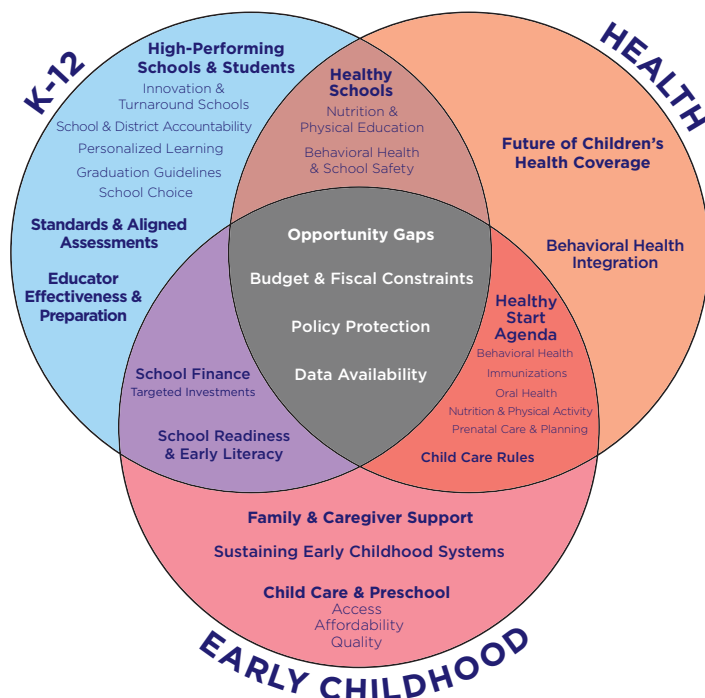 K-12
HEALTH
High-Performing
Schools & Students
Innovation &
Turnaround Schools
School & District Accountability
Personalized Learning
Graduation Guidelines
School Choice
Standards & Aligned
Assessments
Educator
Effectiveness &
Preparation
Healthy
Schools
Nutrition &
Physical Education
Behavioral Health
& School Safety
Future of Children's
Health Coverage
Behavioral Health
Integration
Opportunity Gaps
Budget & Fiscal Constraints
Policy Protection
Data Availability
Healthy
Start
Agenda
Behavioral Health
Immunizations
Oral Health
Nutrition & Physical Activity
Prenatal Care & Planning
Child Care Rules
School Finance
Targeted Investments
School Readiness
& Early Literacy
Family & Caregiver Support
Sustaining Early Childhood Systems
Child Care & Preschool
Access
Affordability
Quality
EARLY CHILDHOOD